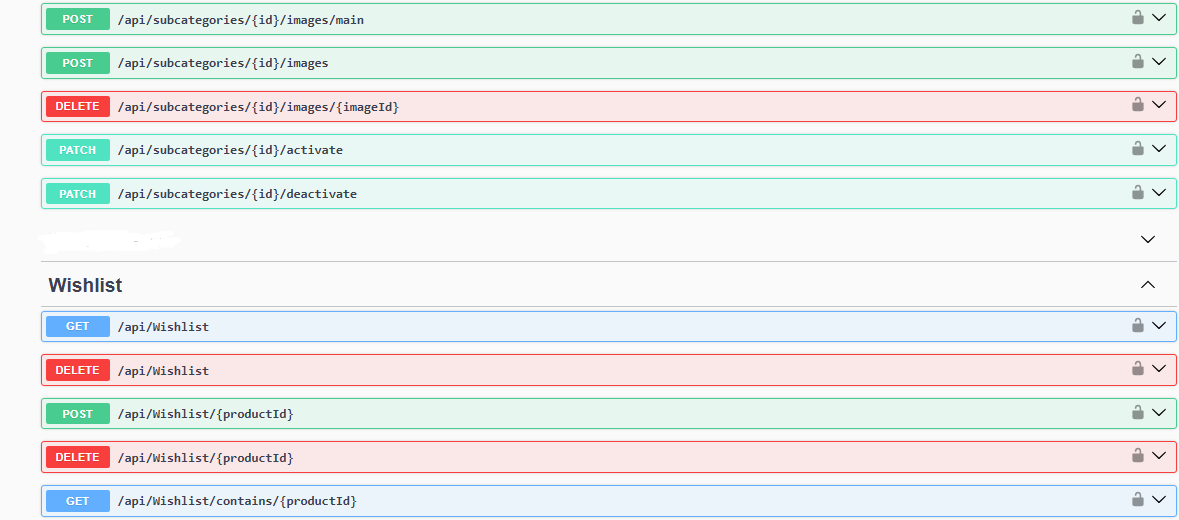 POST /api/subcategories/{id}/images/main
POST /api/subcategories/{id}/images
DELETE /api/subcategories/{id}/images/{imageId}
PATCH /api/subcategories/{id}/activate
PATCH /api/subcategories/{id}/deactivate
Wishlist
GET /api/Wishlist
DELETE /api/Wishlist
POST /api/Wishlist/{productId}
DELETE /api/Wishlist/{productId}
GET /api/Wishlist/contains/{productId}